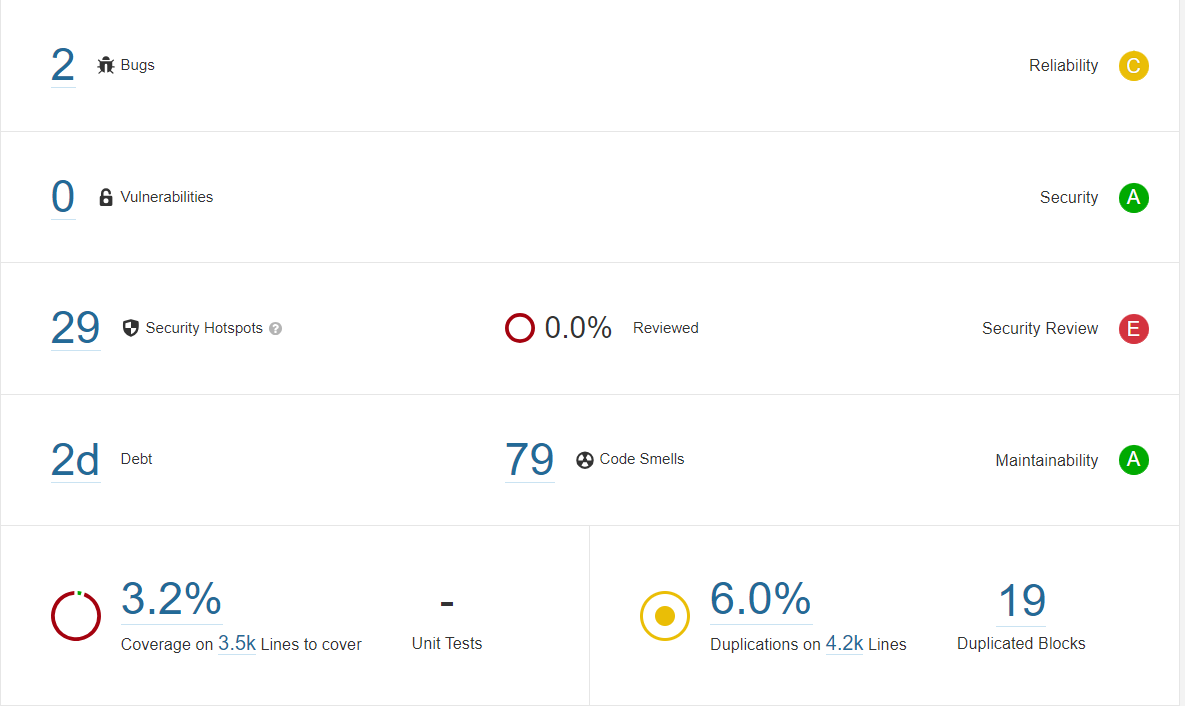 2 Bugs Reliability C
0 Vulnerabilities Security A
29 Security Hotspots ? 0.0% Reviewed Security Review E
2d Debt 79 Code Smells Maintainability A
3.2% - 6.0% 19
Coverage on 3.5k Lines to cover Unit Tests Duplications on 4.2k Lines Duplicated Blocks